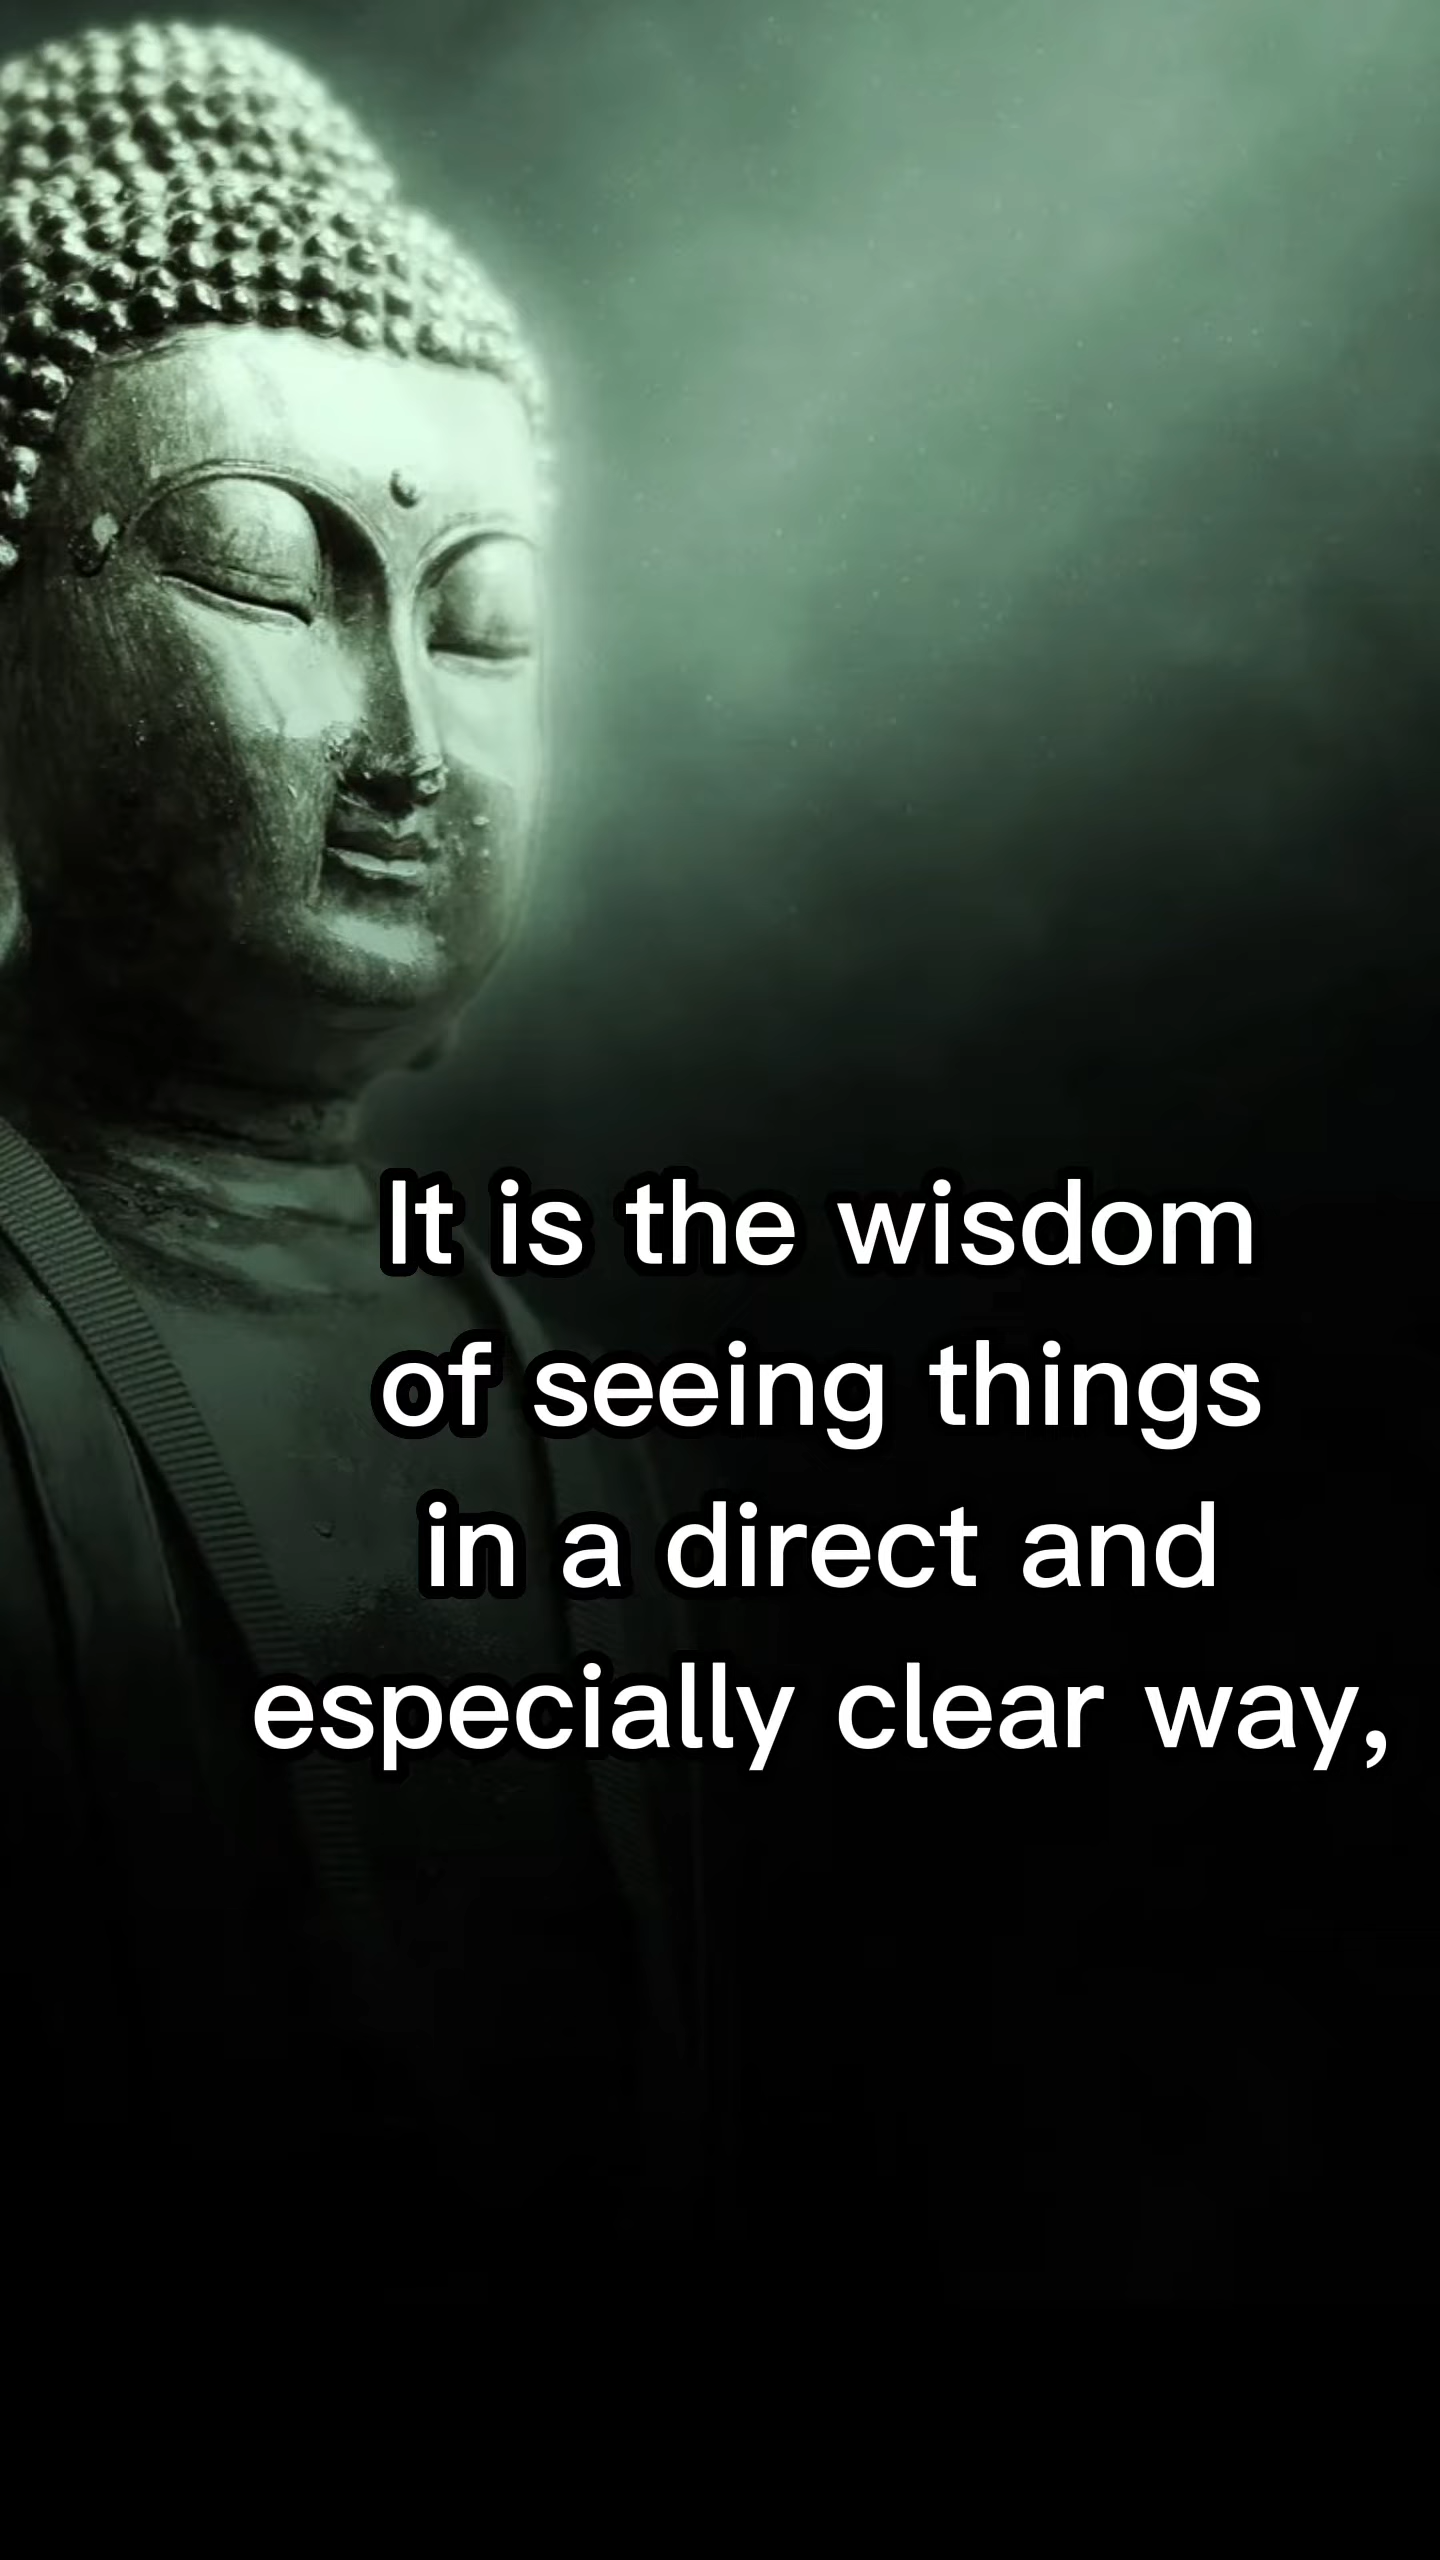 It is the wisdom
of seeing things
in a direct and
especially clear way,